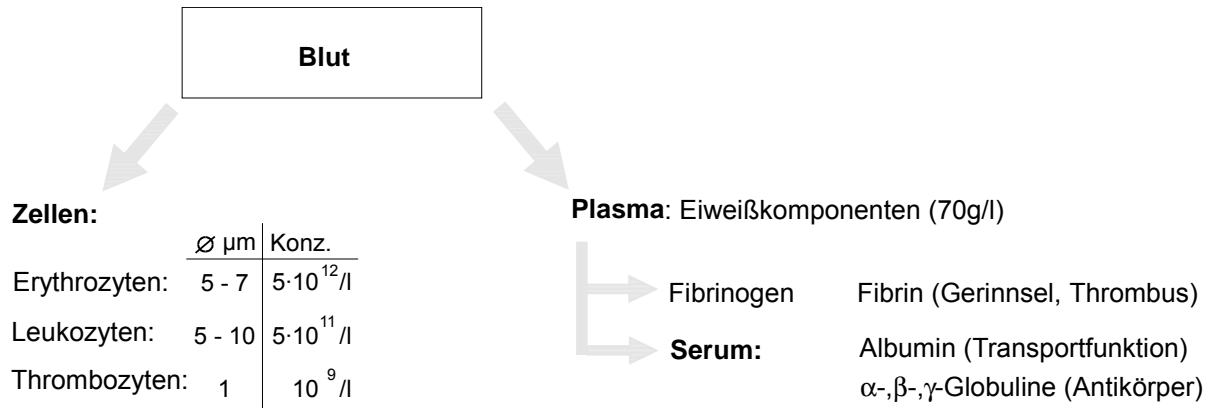 Blut
Zellen:
⌀ µm Konz.
Erythrozyten: 5 - 7 5·10¹²/l
Leukozyten: 5 - 10 5·10¹¹/l
Thrombozyten: 1 10⁹/l
Plasma: Eiweißkomponenten (70g/l)
Fibrinogen Fibrin (Gerinnsel, Thrombus)
Serum: Albumin (Transportfunktion)
α-,β-,γ-Globuline (Antikörper)